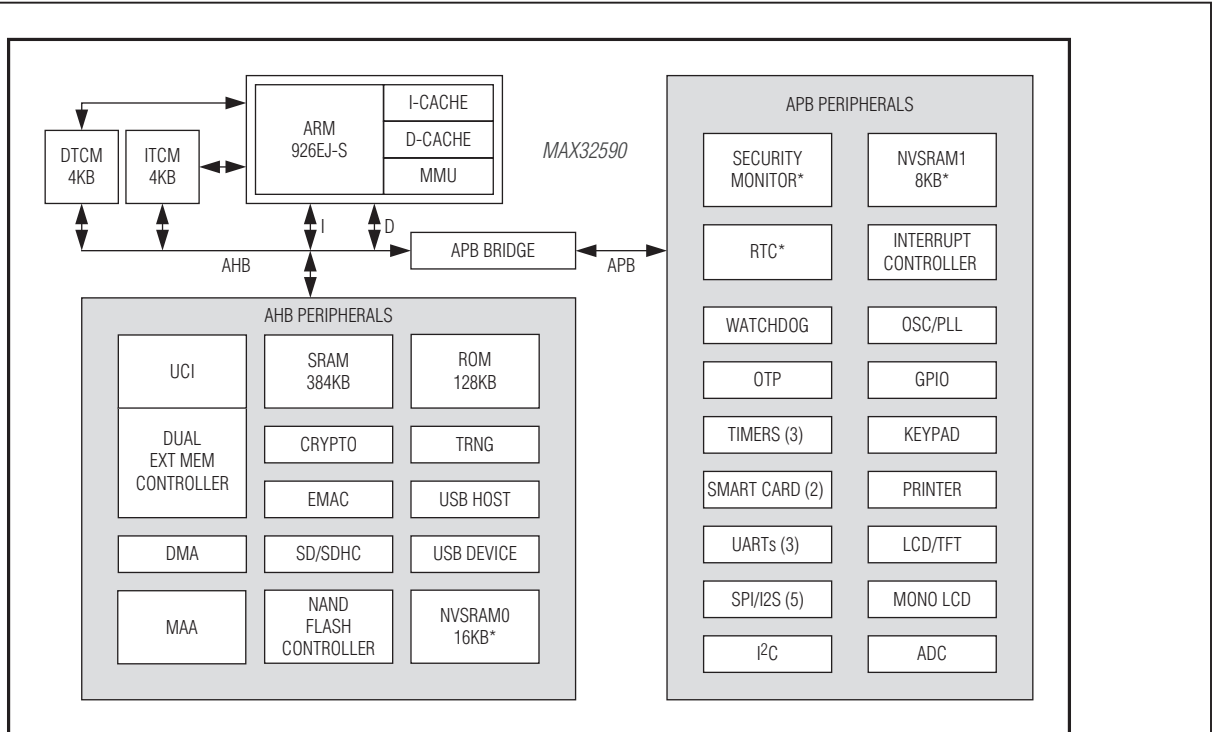 ARM
926EJ-S
I-CACHE
D-CACHE
MMU
MAX32590
DTCM
4KB
ITCM
4KB
I
D
AHB
APB BRIDGE
APB
AHB PERIPHERALS
UCI
SRAM
384KB
ROM
128KB
DUAL
EXT MEM
CONTROLLER
CRYPTO
TRNG
EMAC
USB HOST
DMA
SD/SDHC
USB DEVICE
MAA
NAND
FLASH
CONTROLLER
NVSRAM0
16KB*
APB PERIPHERALS
SECURITY
MONITOR*
NVSRAM1
8KB*
RTC*
INTERRUPT
CONTROLLER
WATCHDOG
OSC/PLL
OTP
GPIO
TIMERS (3)
KEYPAD
SMART CARD (2)
PRINTER
UARTs (3)
LCD/TFT
SPI/I2S (5)
MONO LCD
I²C
ADC